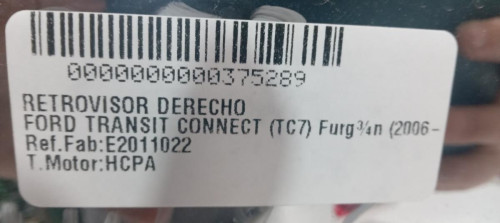 0000000000375289
RETROVISOR DERECHO
FORD TRANSIT CONNECT (TC7) Furg¾n (2006-
Ref.Fab:E2011022
T.Motor:HCPA